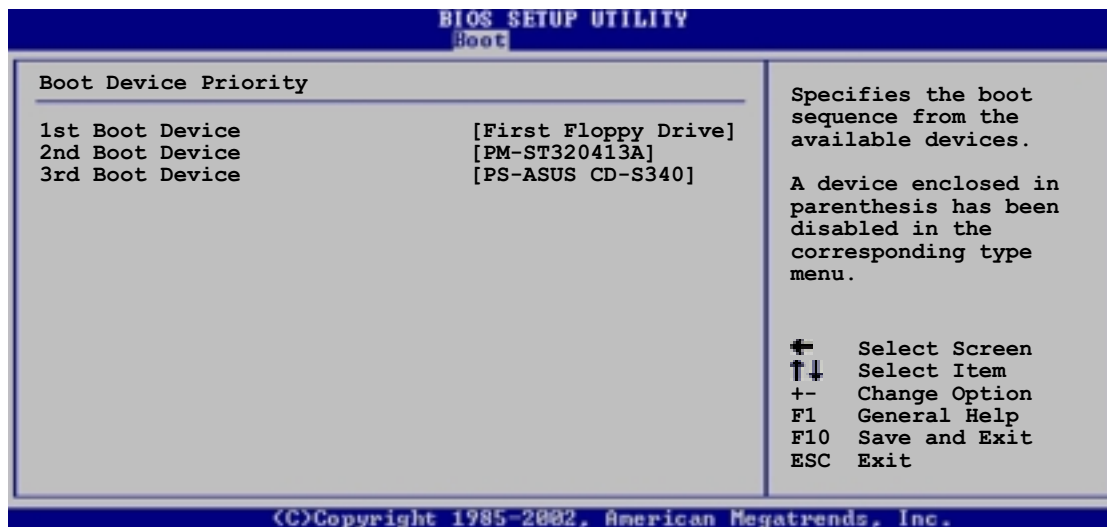 BIOS SETUP UTILITY
Boot
Boot Device Priority
1st Boot Device [First Floppy Drive]
2nd Boot Device [PM-ST320413A]
3rd Boot Device [PS-ASUS CD-S340]
Specifies the boot
sequence from the
available devices.
A device enclosed in
parenthesis has been
disabled in the
corresponding type
menu.
← Select Screen
↑↓ Select Item
+- Change Option
F1 General Help
F10 Save and Exit
ESC Exit
(C)Copyright 1985-2002, American Megatrends, Inc.